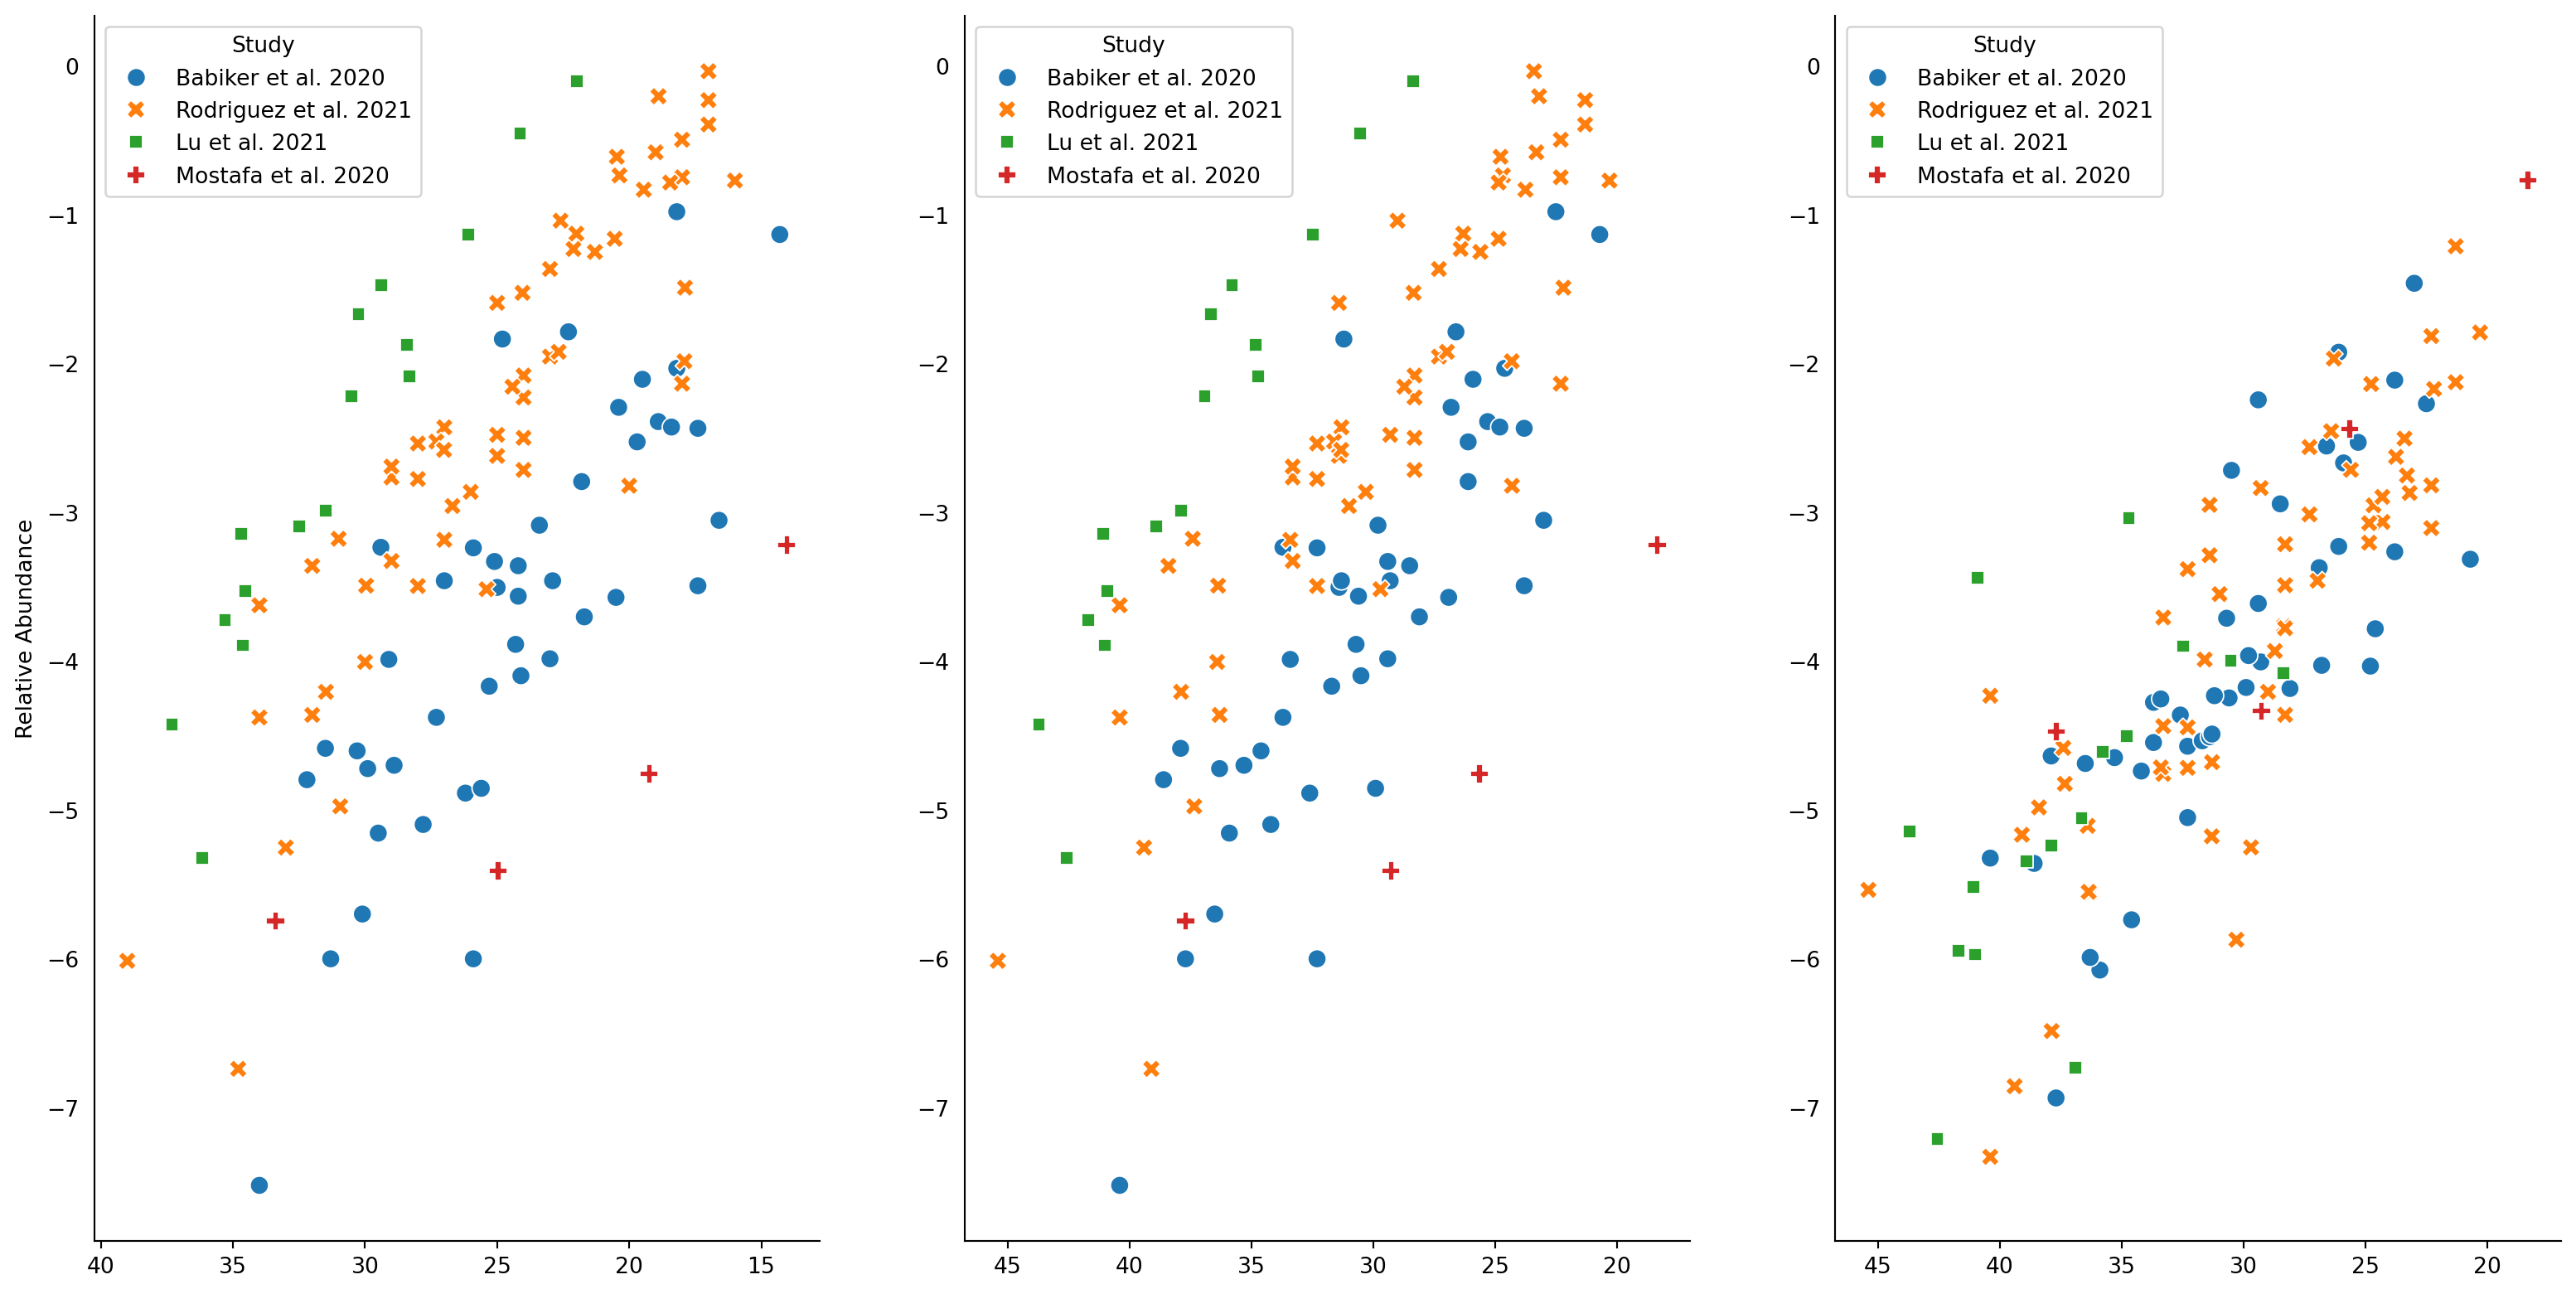 Study
Babiker et al. 2020
Rodriguez et al. 2021
Lu et al. 2021
Mostafa et al. 2020
Relative Abundance
0
−1
−2
−3
−4
−5
−6
−7
40 35 30 25 20 15
Study
Babiker et al. 2020
Rodriguez et al. 2021
Lu et al. 2021
Mostafa et al. 2020
0
−1
−2
−3
−4
−5
−6
−7
45 40 35 30 25 20
Study
Babiker et al. 2020
Rodriguez et al. 2021
Lu et al. 2021
Mostafa et al. 2020
0
−1
−2
−3
−4
−5
−6
−7
45 40 35 30 25 20